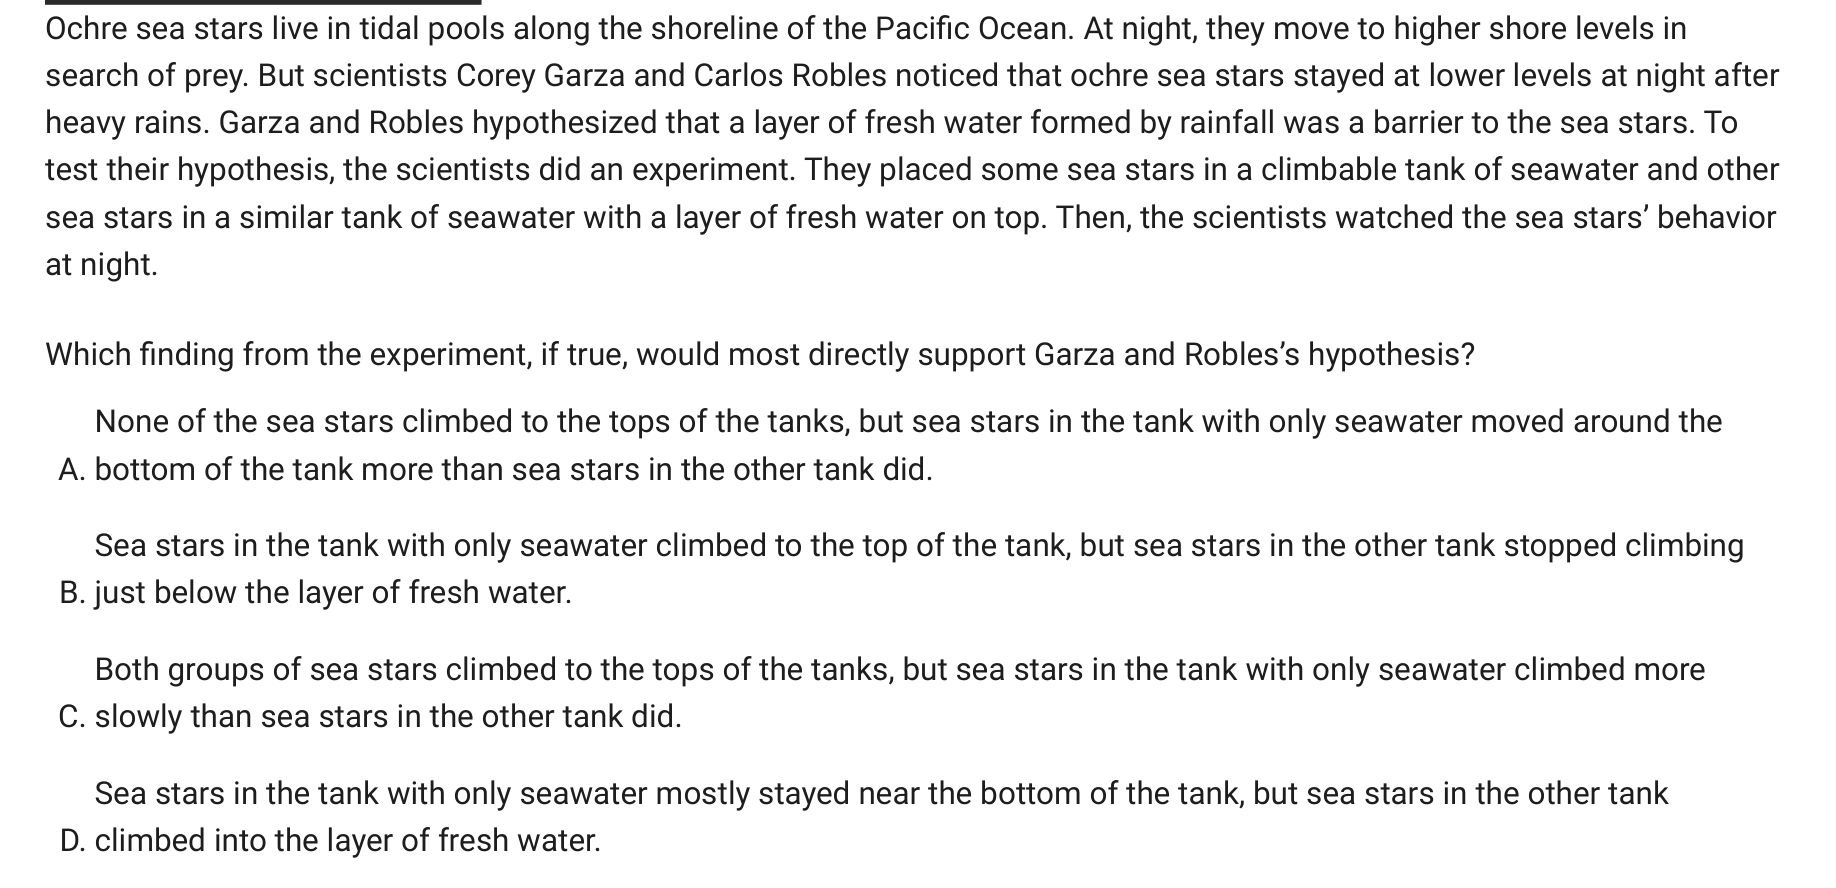 Ochre sea stars live in tidal pools along the shoreline of the Pacific Ocean. At night, they move to higher shore levels in
search of prey. But scientists Corey Garza and Carlos Robles noticed that ochre sea stars stayed at lower levels at night after
heavy rains. Garza and Robles hypothesized that a layer of fresh water formed by rainfall was a barrier to the sea stars. To
test their hypothesis, the scientists did an experiment. They placed some sea stars in a climbable tank of seawater and other
sea stars in a similar tank of seawater with a layer of fresh water on top. Then, the scientists watched the sea stars’ behavior
at night.
Which finding from the experiment, if true, would most directly support Garza and Robles’s hypothesis?
None of the sea stars climbed to the tops of the tanks, but sea stars in the tank with only seawater moved around the
A. bottom of the tank more than sea stars in the other tank did.
Sea stars in the tank with only seawater climbed to the top of the tank, but sea stars in the other tank stopped climbing
B. just below the layer of fresh water.
Both groups of sea stars climbed to the tops of the tanks, but sea stars in the tank with only seawater climbed more
C. slowly than sea stars in the other tank did.
Sea stars in the tank with only seawater mostly stayed near the bottom of the tank, but sea stars in the other tank
D. climbed into the layer of fresh water.